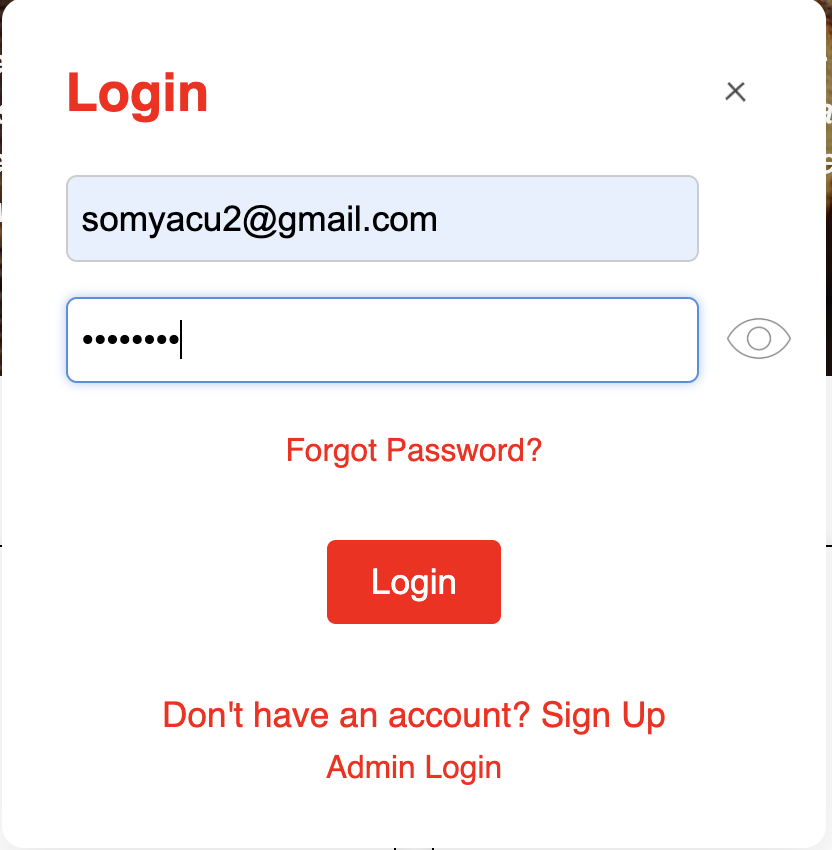 Login
×
somyacu2@gmail.com
••••••••
Forgot Password?
Login
Don't have an account? Sign Up
Admin Login